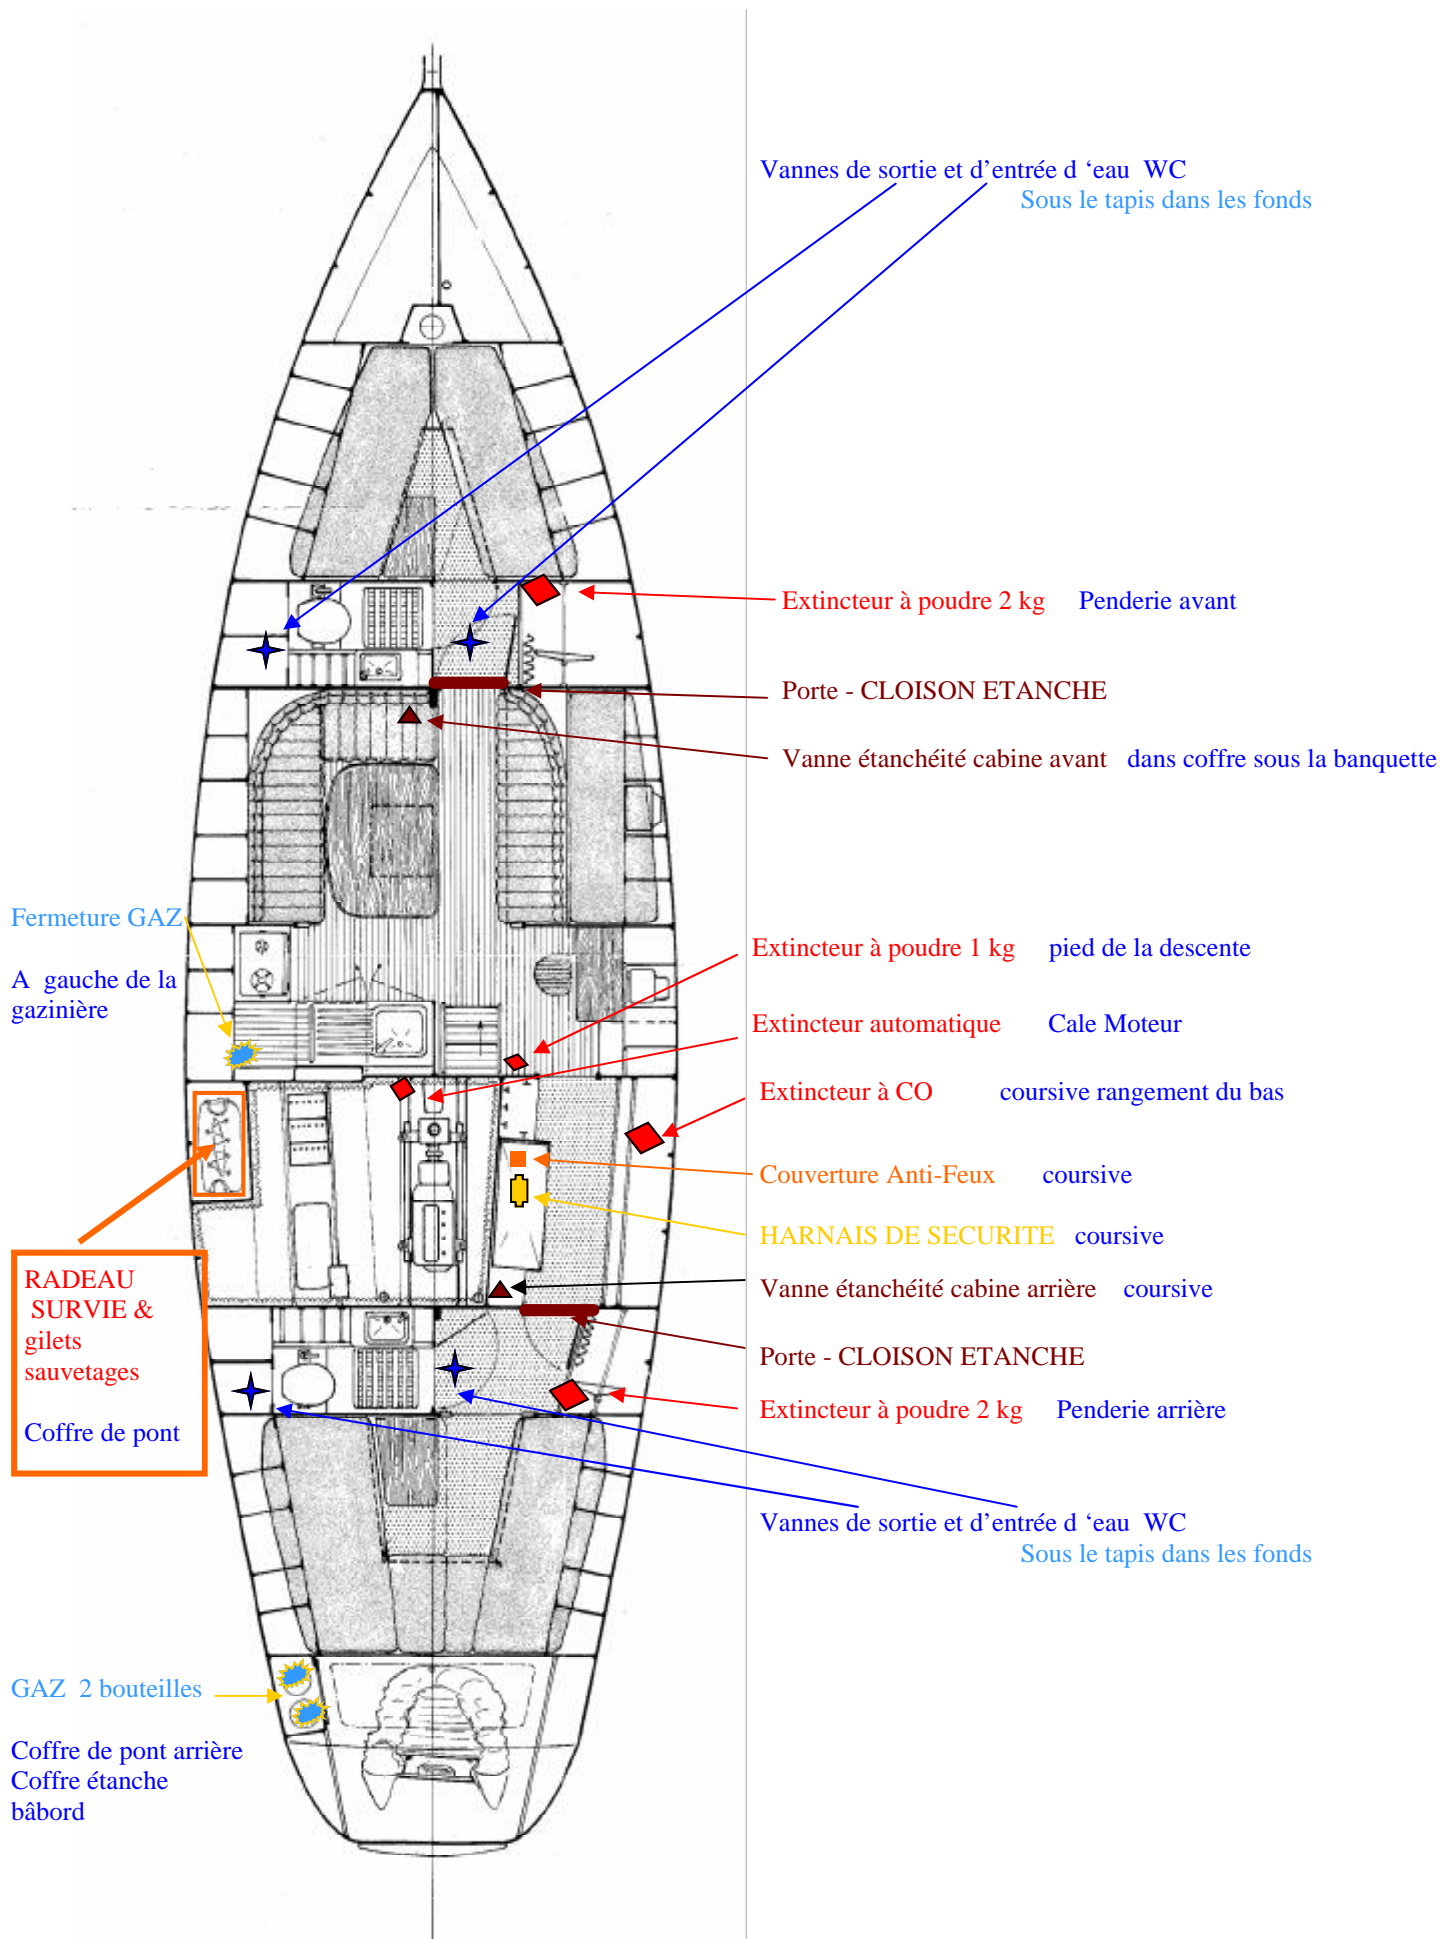 Vannes de sortie et d'entrée d ‘eau  WC
Sous le tapis dans les fonds
Extincteur à poudre 2 kg     Penderie avant
Porte - CLOISON ETANCHE
Vanne étanchéité cabine avant   dans coffre sous la banquette
Fermeture GAZ
A  gauche de la
gazinière
Extincteur à poudre 1 kg     pied de la descente
Extincteur automatique       Cale Moteur
Extincteur à CO          coursive rangement du bas
Couverture Anti-Feux       coursive
HARNAIS DE SECURITE   coursive
Vanne étanchéité cabine arrière    coursive
RADEAU
SURVIE &
gilets
sauvetages
Coffre de pont
Porte - CLOISON ETANCHE
Extincteur à poudre 2 kg     Penderie arrière
Vannes de sortie et d’entrée d ‘eau  WC
Sous le tapis dans les fonds
GAZ  2 bouteilles
Coffre de pont arrière
Coffre étanche
bâbord